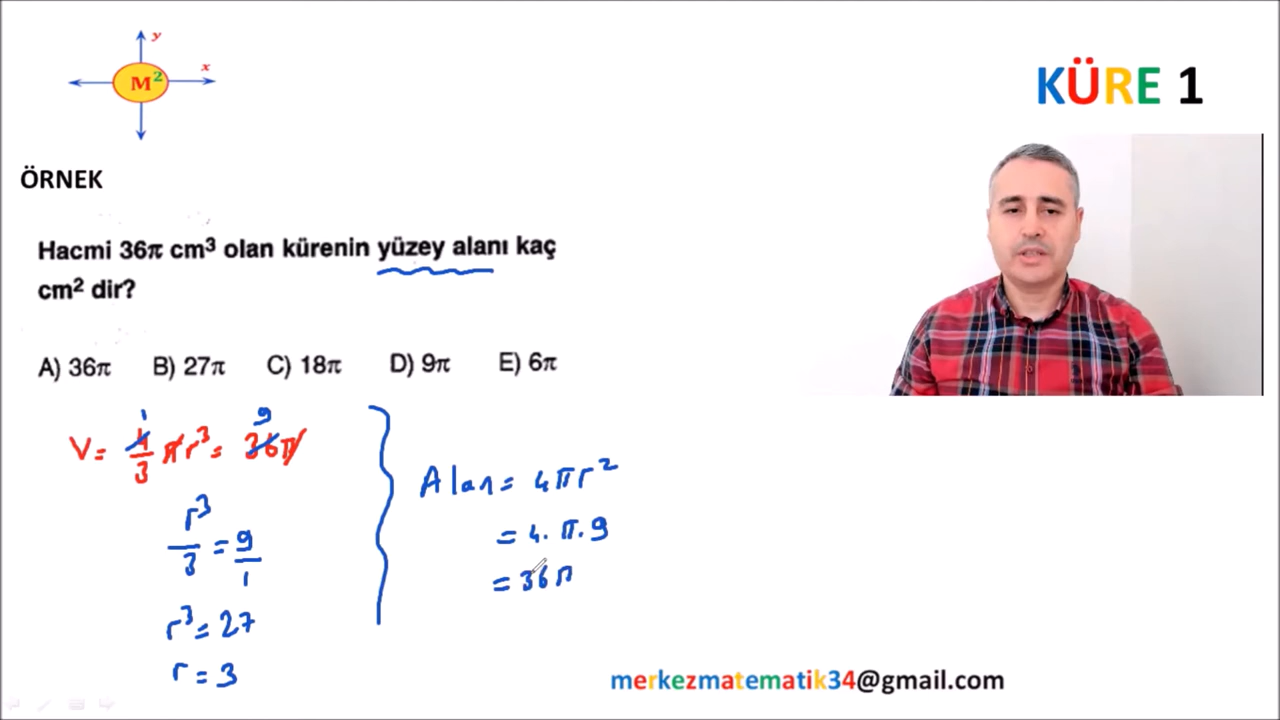 y
x
M²
KÜRE 1
ÖRNEK
Hacmi 36π cm³ olan kürenin yüzey alanı kaç
cm² dir?
A) 36π B) 27π C) 18π D) 9π E) 6π
1 9
V = 4/3 πr³ = 36π
r³/3 = 9/1
r³ = 27
r = 3
Alan = 4πr²
= 4.π.9
= 36π
merkezmatematik34@gmail.com